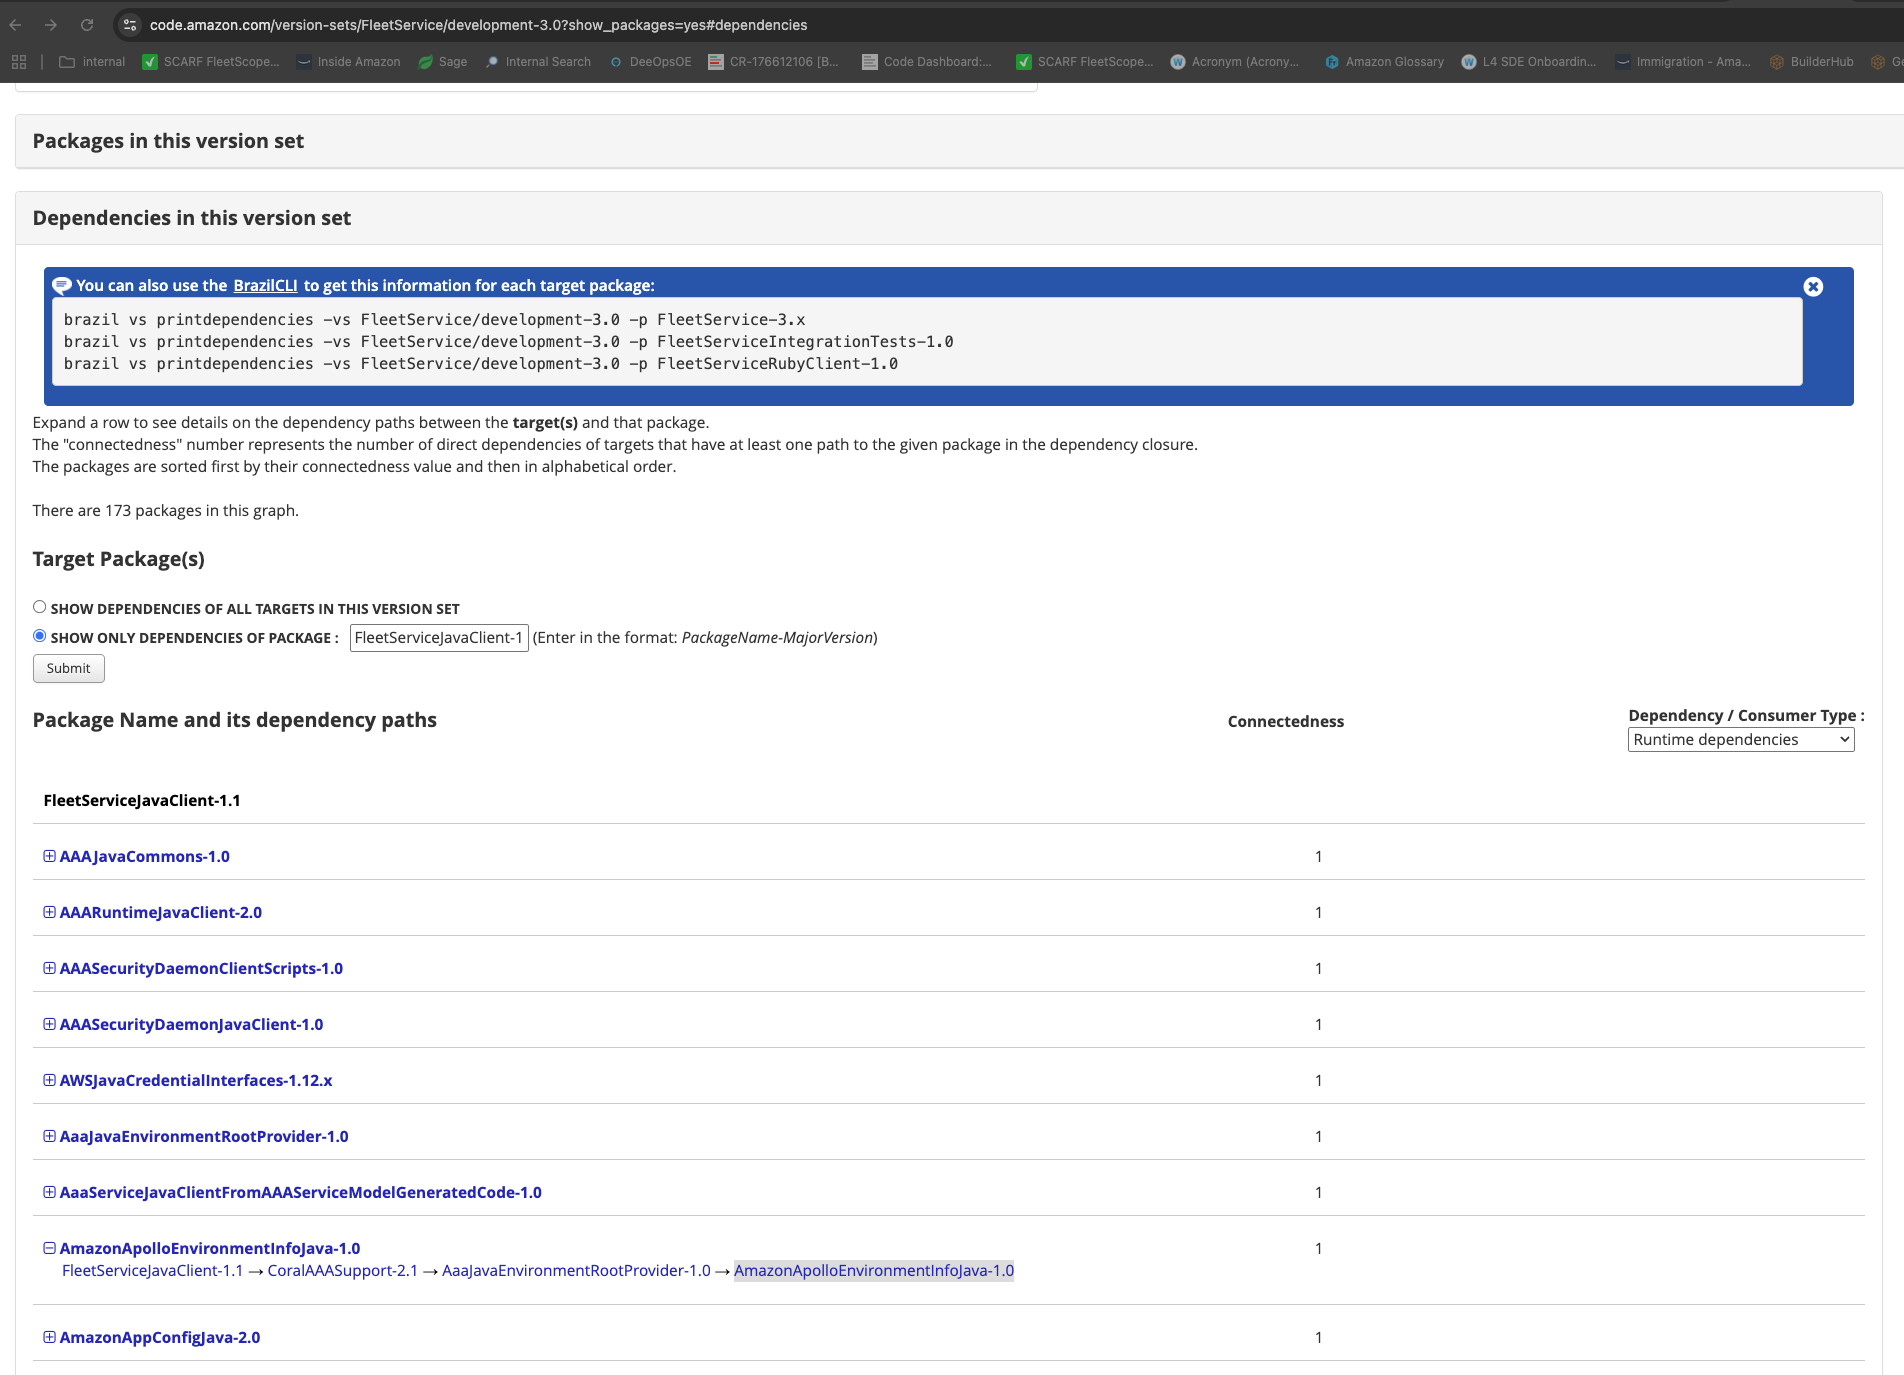 code.amazon.com/version-sets/FleetService/development-3.0?show_packages=yes#dependencies
internal SCARF FleetScope... Inside Amazon Sage Internal Search DeeOpsOE CR-176612106 [B... Code Dashboard:... SCARF FleetScope... Acronym (Acrony... Amazon Glossary L4 SDE Onboardin... Immigration - Ama... BuilderHub
Packages in this version set
Dependencies in this version set
You can also use the BrazilCLI to get this information for each target package:
brazil vs printdependencies -vs FleetService/development-3.0 -p FleetService-3.x
brazil vs printdependencies -vs FleetService/development-3.0 -p FleetServiceIntegrationTests-1.0
brazil vs printdependencies -vs FleetService/development-3.0 -p FleetServiceRubyClient-1.0
Expand a row to see details on the dependency paths between the target(s) and that package.
The "connectedness" number represents the number of direct dependencies of targets that have at least one path to the given package in the dependency closure.
The packages are sorted first by their connectedness value and then in alphabetical order.
There are 173 packages in this graph.
Target Package(s)
SHOW DEPENDENCIES OF ALL TARGETS IN THIS VERSION SET
SHOW ONLY DEPENDENCIES OF PACKAGE : FleetServiceJavaClient-1 (Enter in the format: PackageName-MajorVersion)
Submit
Package Name and its dependency paths Connectedness Dependency / Consumer Type :
Runtime dependencies
FleetServiceJavaClient-1.1
AAAJavaCommons-1.0 1
AAARuntimeJavaClient-2.0 1
AAASecurityDaemonClientScripts-1.0 1
AAASecurityDaemonJavaClient-1.0 1
AWSJavaCredentialInterfaces-1.12.x 1
AaaJavaEnvironmentRootProvider-1.0 1
AaaServiceJavaClientFromAAAServiceModelGeneratedCode-1.0 1
AmazonApolloEnvironmentInfoJava-1.0 1
FleetServiceJavaClient-1.1 → CoralAAASupport-2.1 → AaaJavaEnvironmentRootProvider-1.0 → AmazonApolloEnvironmentInfoJava-1.0
AmazonAppConfigJava-2.0 1